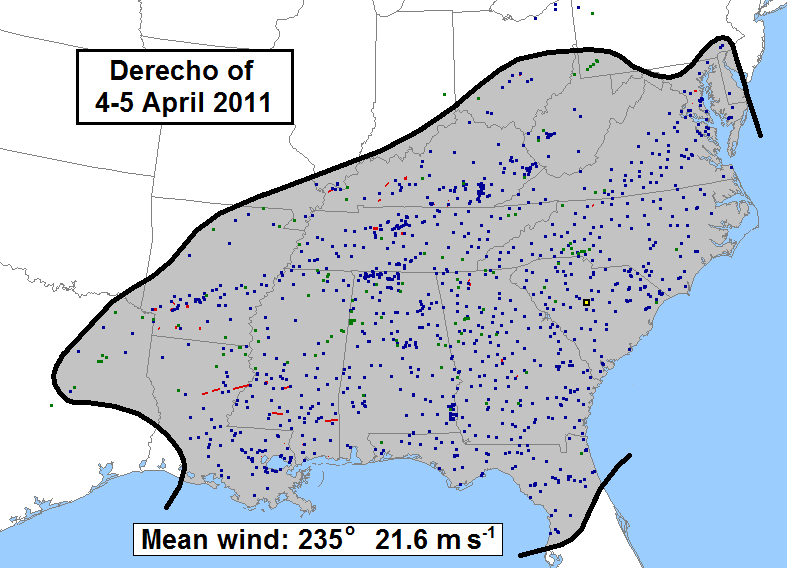 Derecho of
4-5 April 2011
Mean wind: 235° 21.6 m s⁻¹